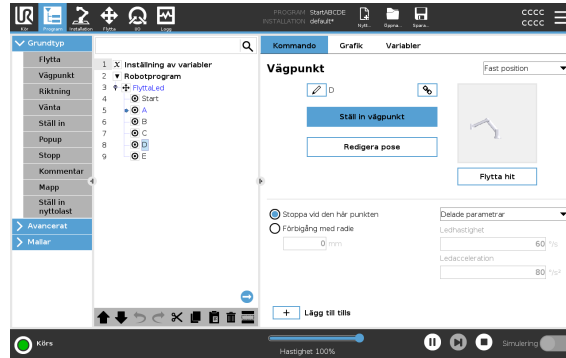 Kör
Program
Installation
Flytta
I/O
Logg
PROGRAM StartABCDE
INSTALLATION default*
Nytt...
Öppna...
Spara...
CCCC
CCCC
Grundtyp
Flytta
Vägpunkt
Riktning
Vänta
Ställ in
Popup
Stopp
Kommentar
Mapp
Ställ in
nyttolast
Avancerat
Mallar
1 X Inställning av variabler
2 Robotprogram
3 FlyttaLed
4 Start
5 A
6 B
7 C
8 D
9 E
Kommando
Grafik
Variabler
Vägpunkt
Fast position
D
Ställ in vägpunkt
Redigera pose
Flytta hit
Stoppa vid den här punkten
Förbigång med radie
0 mm
Delade parametrar
Ledhastighet
60 °/s
Ledacceleration
80 °/s²
+ Lägg till tills
Körs
Hastighet 100%
Simulering